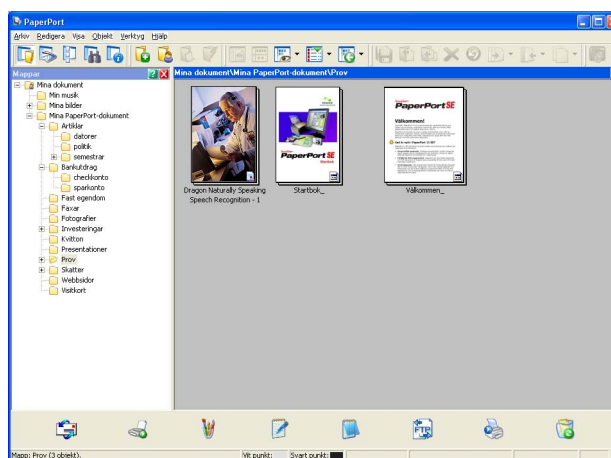 PaperPort
Arkiv Redigera Visa Objekt Verktyg Hjälp
Mappar
Mina dokument\Mina PaperPort-dokument\Prov
Mina dokument
Min musik
Mina bilder
Mina PaperPort-dokument
Artiklar
datorer
politik
semestrar
Bankutdrag
checkkonto
sparkonto
Fast egendom
Faxar
Fotografier
Investeringar
Kvitton
Presentationer
Prov
Skatter
Webbsidor
Visitkort
PaperPort SE
Startbok
PaperPort SE
Välkommen!
Dragon Naturally Speaking
Speech Recognition - 1
Startbok_
Välkommen_
FTP
Mapp: Prov (3 objekt).
Vit punkt:
Svart punkt: